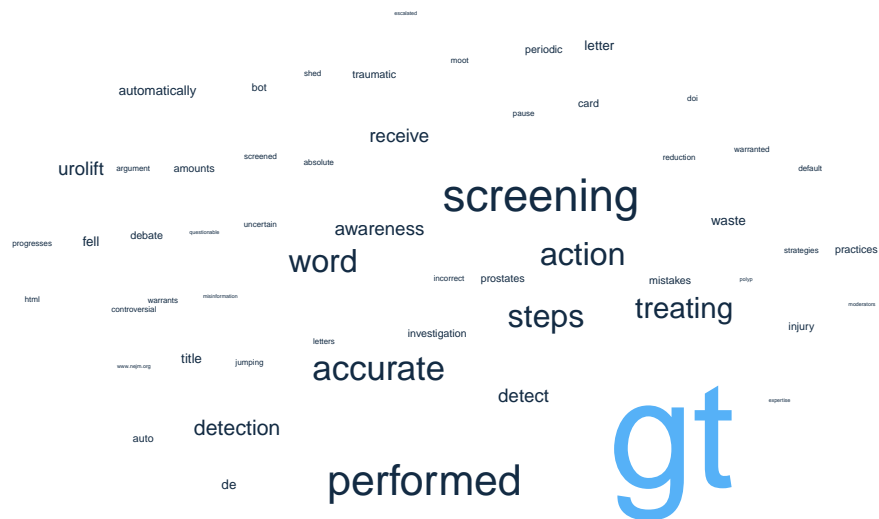 escalated
periodic letter
moot
shed traumatic
automatically bot
card doi
pause
receive
warranted
screened reduction
urolift argument amounts absolute default
screening
waste
uncertain
awareness
debate questionable
progresses fell
strategies practices
word action
incorrect prostates mistakes polyp
html warrants misinformation
controversial
steps treating moderators
injury
investigation
letters
title jumping
www.nejm.org
accurate
detect expertise
detection
auto
gt
performed
de